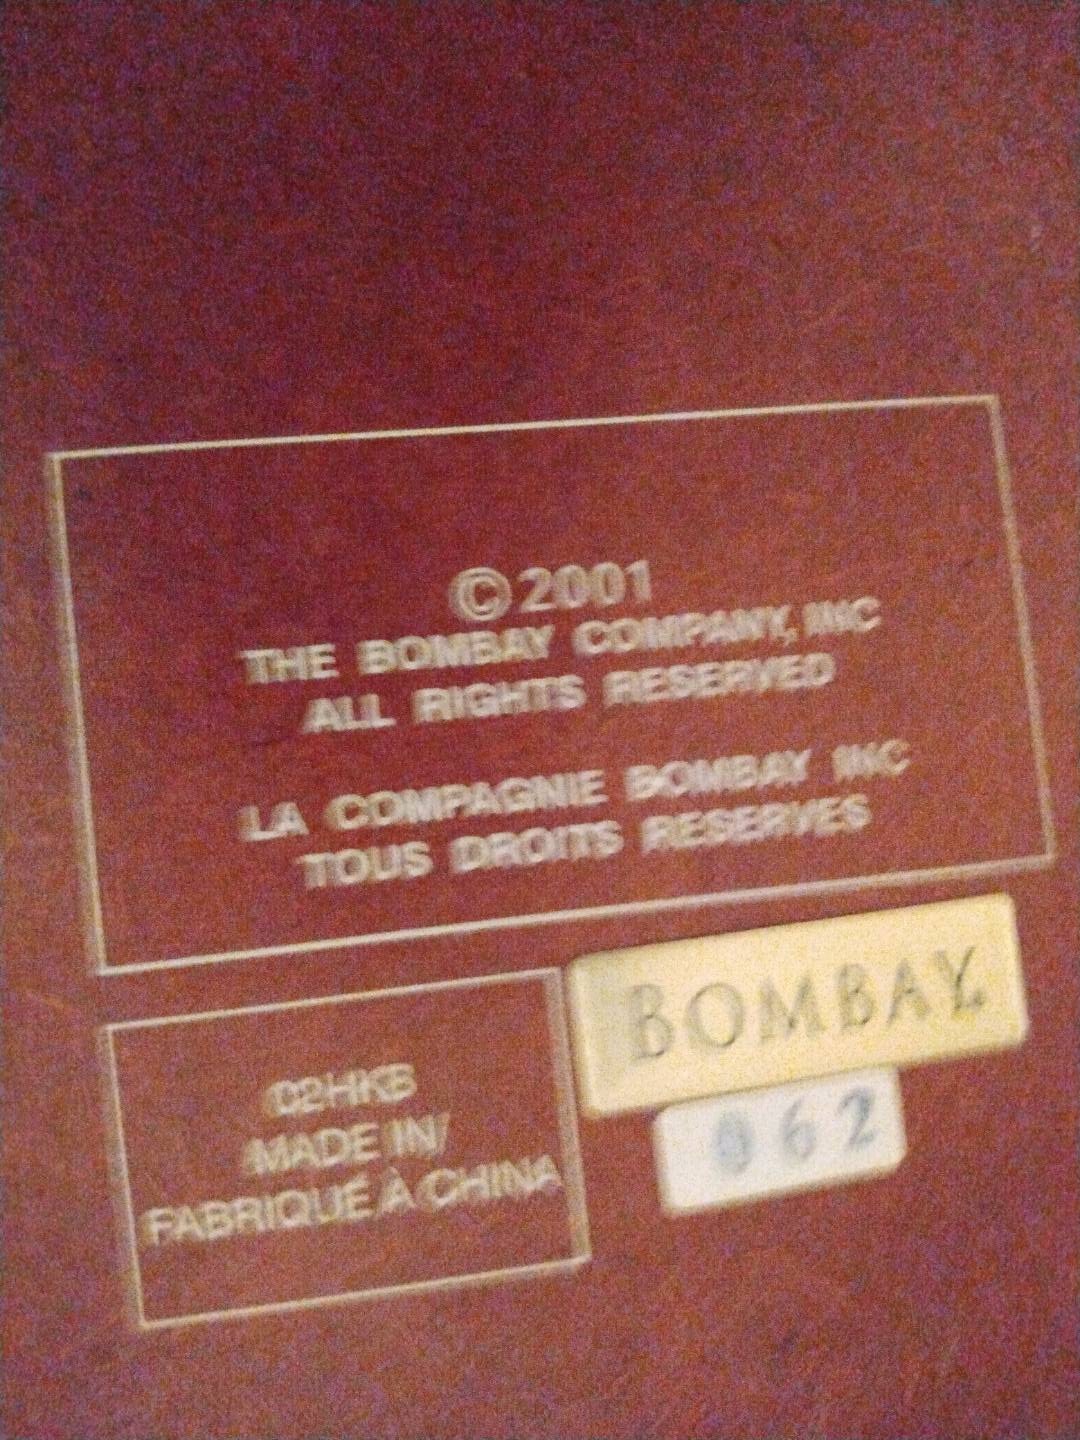 ©2001
THE BOMBAY COMPANY, INC
ALL RIGHTS RESERVED
LA COMPAGNIE BOMBAY INC
TOUS DROITS RESERVES
BOMBAY
062
C2HKB
MADE IN/
FABRIQUÉ À CHINA